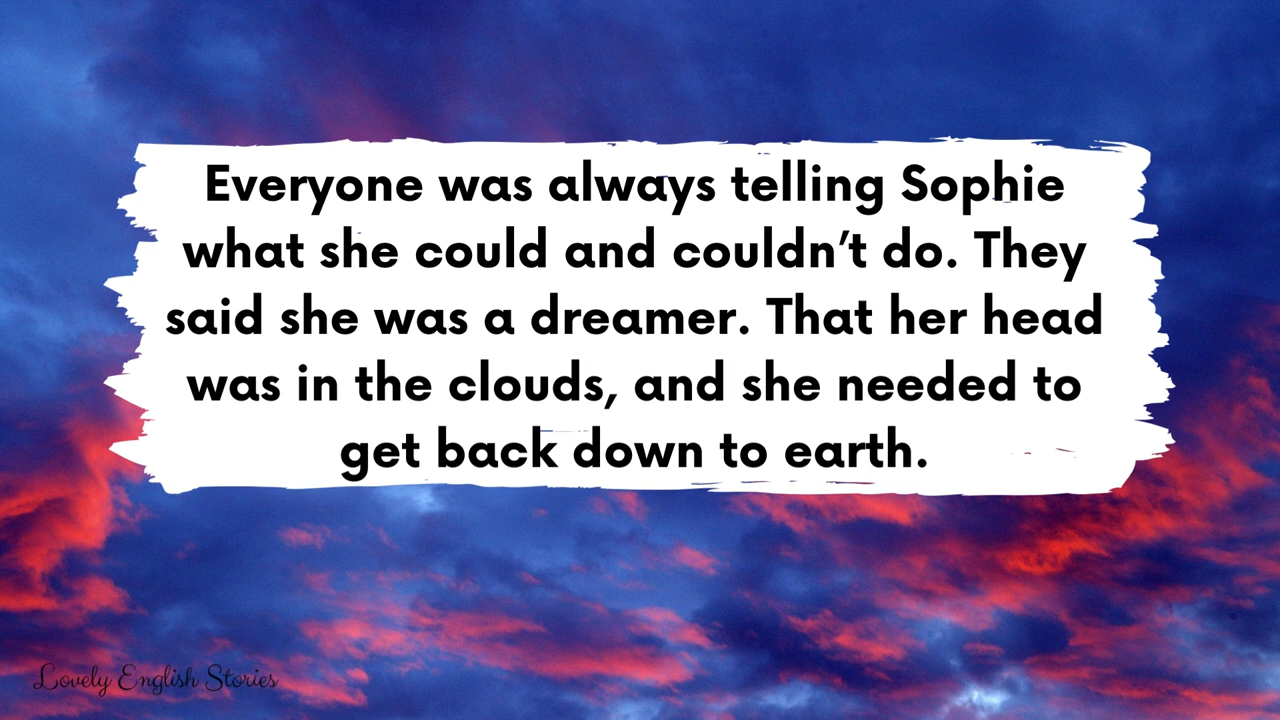 Everyone was always telling Sophie
what she could and couldn’t do. They
said she was a dreamer. That her head
was in the clouds, and she needed to
get back down to earth.
Lovely English Stories